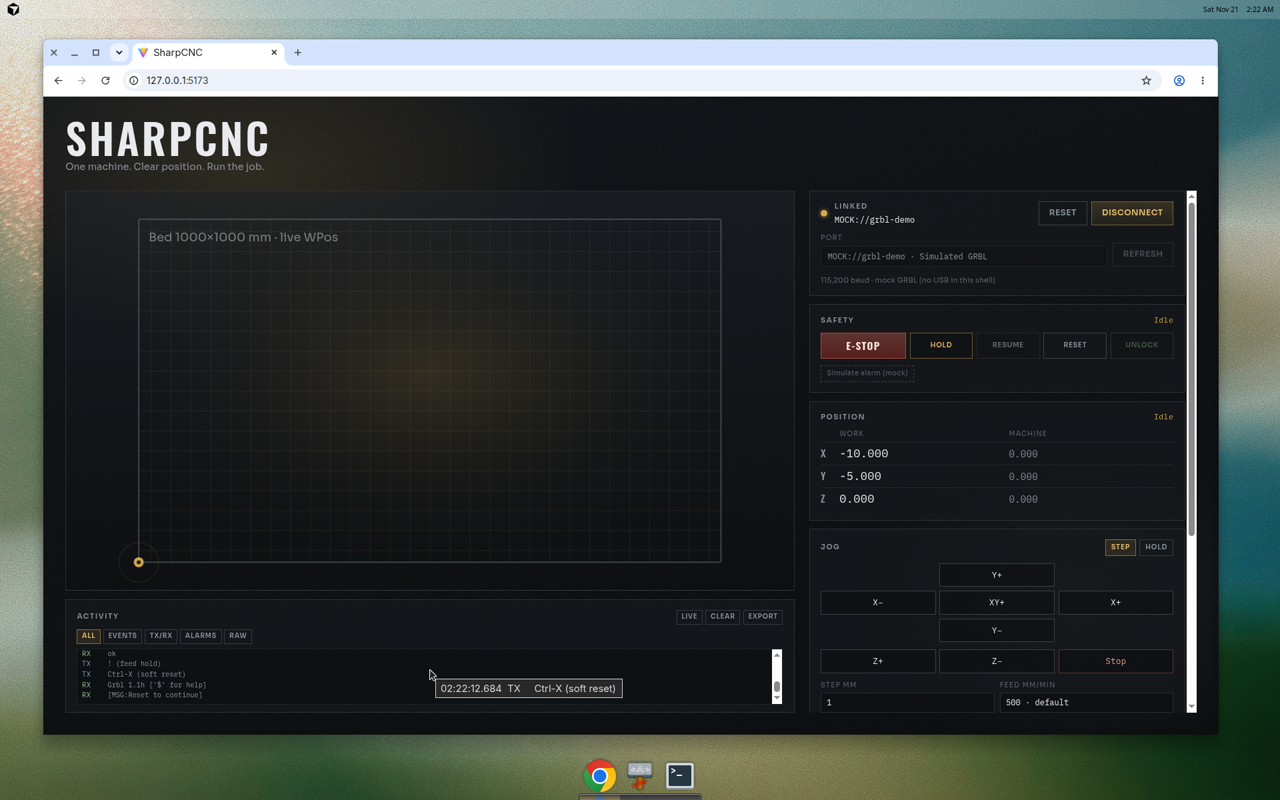 Sat Nov 21 2:22 AM
SharpCNC
127.0.0.1:5173
SHARPCNC
One machine. Clear position. Run the job.
Bed 1000×1000 mm · live WPos
LINKED
MOCK://grbl-demo
RESET
DISCONNECT
PORT
MOCK://grbl-demo · Simulated GRBL
REFRESH
115,200 baud · mock GRBL (no USB in this shell)
SAFETY
Idle
E-STOP
HOLD
RESUME
RESET
UNLOCK
Simulate alarm (mock)
POSITION
Idle
WORK
MACHINE
X -10.000 0.000
Y -5.000 0.000
Z 0.000 0.000
JOG
STEP
HOLD
Y+
X−
XY+
X+
Y−
Z+
Z−
Stop
STEP MM
FEED MM/MIN
1
500 · default
ACTIVITY
LIVE
CLEAR
EXPORT
ALL
EVENTS
TX/RX
ALARMS
RAW
RX ok
TX ! (feed hold)
TX Ctrl-X (soft reset)
RX Grbl 1.1h ['$' for help]
RX [MSG:Reset to continue]
02:22:12.684 TX Ctrl-X (soft reset)